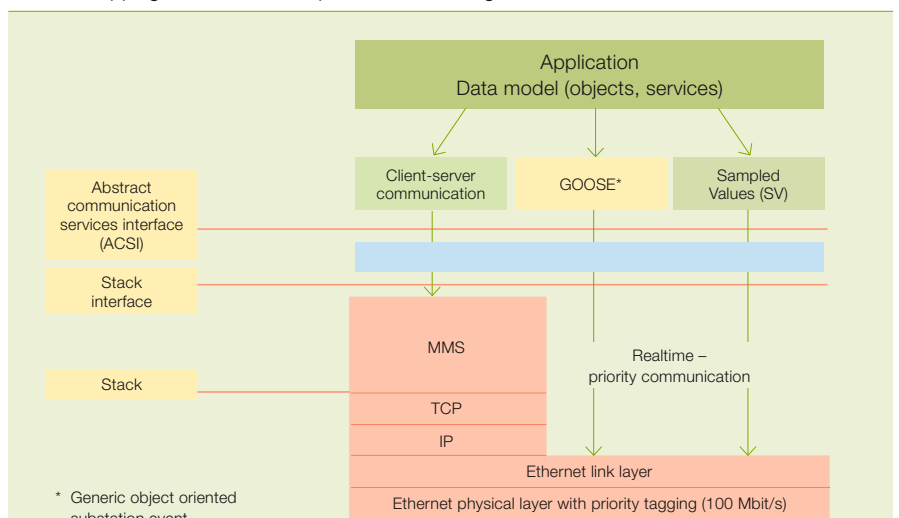 Application
Data model (objects, services)
Client-server
communication
GOOSE*
Sampled
Values (SV)
Abstract
communication
services interface
(ACSI)
Stack
interface
MMS
Realtime –
priority communication
Stack
TCP
IP
Ethernet link layer
Ethernet physical layer with priority tagging (100 Mbit/s)
* Generic object oriented
substation event